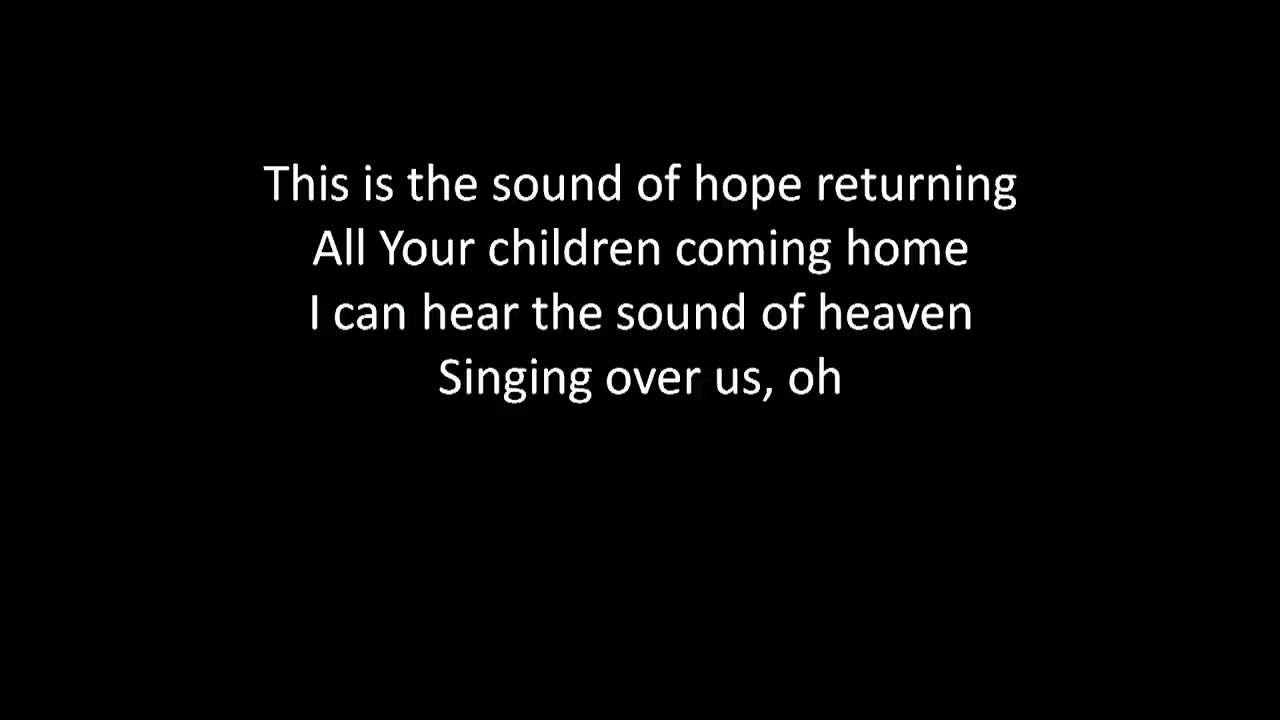 This is the sound of hope returning
All Your children coming home
I can hear the sound of heaven
Singing over us, oh